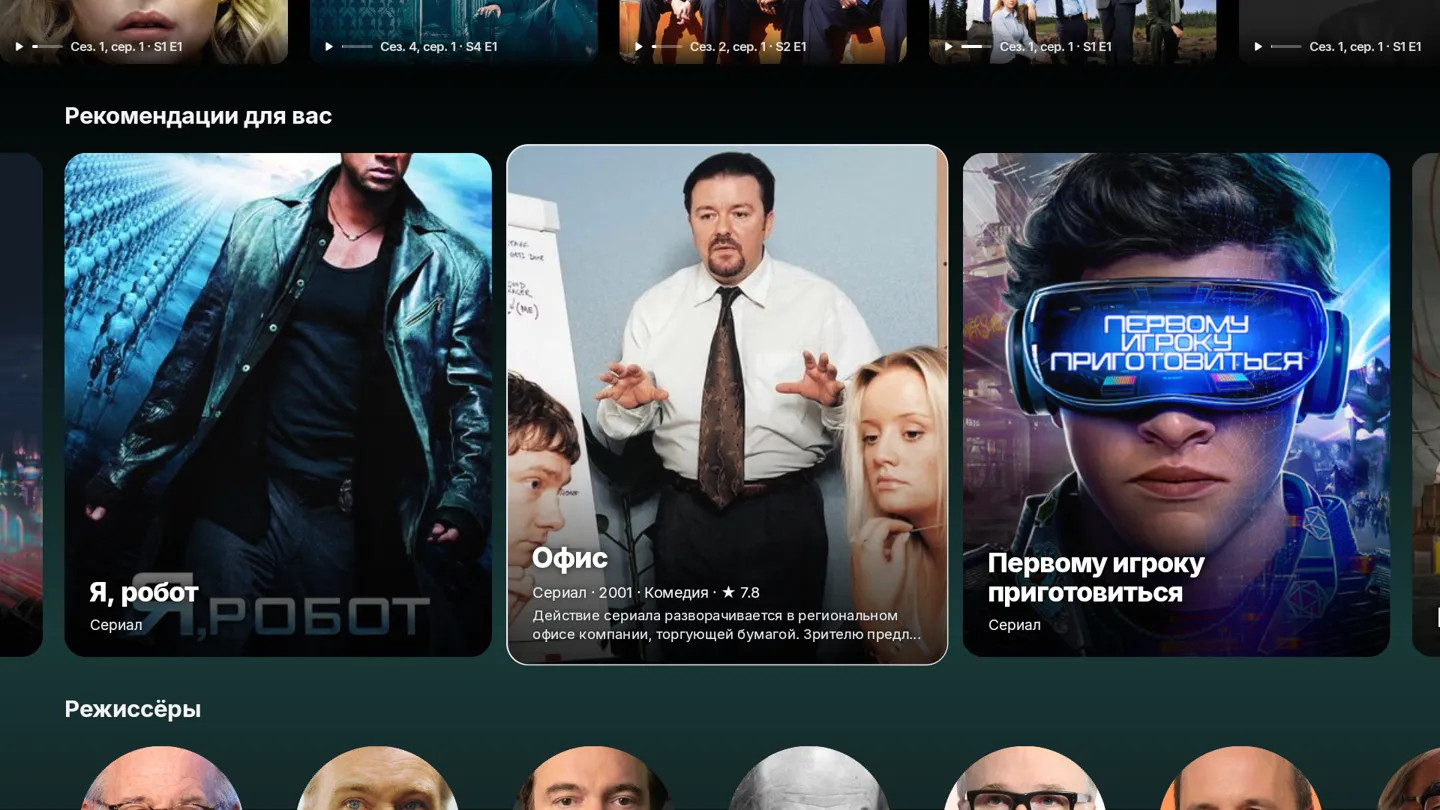 Сез. 1, сер. 1 · S1 E1
Сез. 4, сер. 1 · S4 E1
Сез. 2, сер. 1 · S2 E1
Сез. 1, сер. 1 · S1 E1
Сез. 1, сер. 1 · S1 E1
Рекомендации для вас
Я, РОБОТ
Я, робот
Сериал
(ME)
Офис
Сериал · 2001 · Комедия · ★ 7.8
Действие сериала разворачивается в региональном
офисе компании, торгующей бумагой. Зрителю предл...
ПЕРВОМУ
ИГРОКУ
ПРИГОТОВИТЬСЯ
Первому игроку
приготовиться
Сериал
Режиссёры